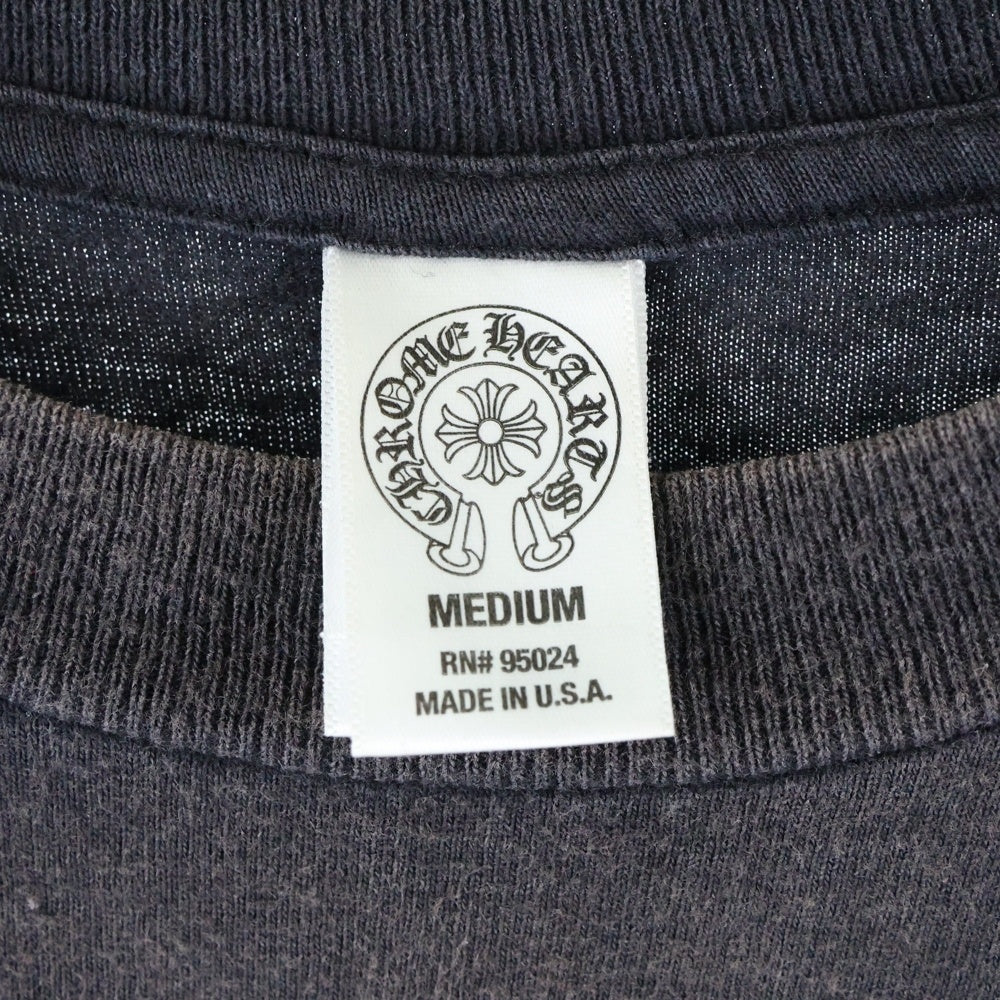 CHROME HEARTS
MEDIUM
RN# 95024
MADE IN U.S.A.